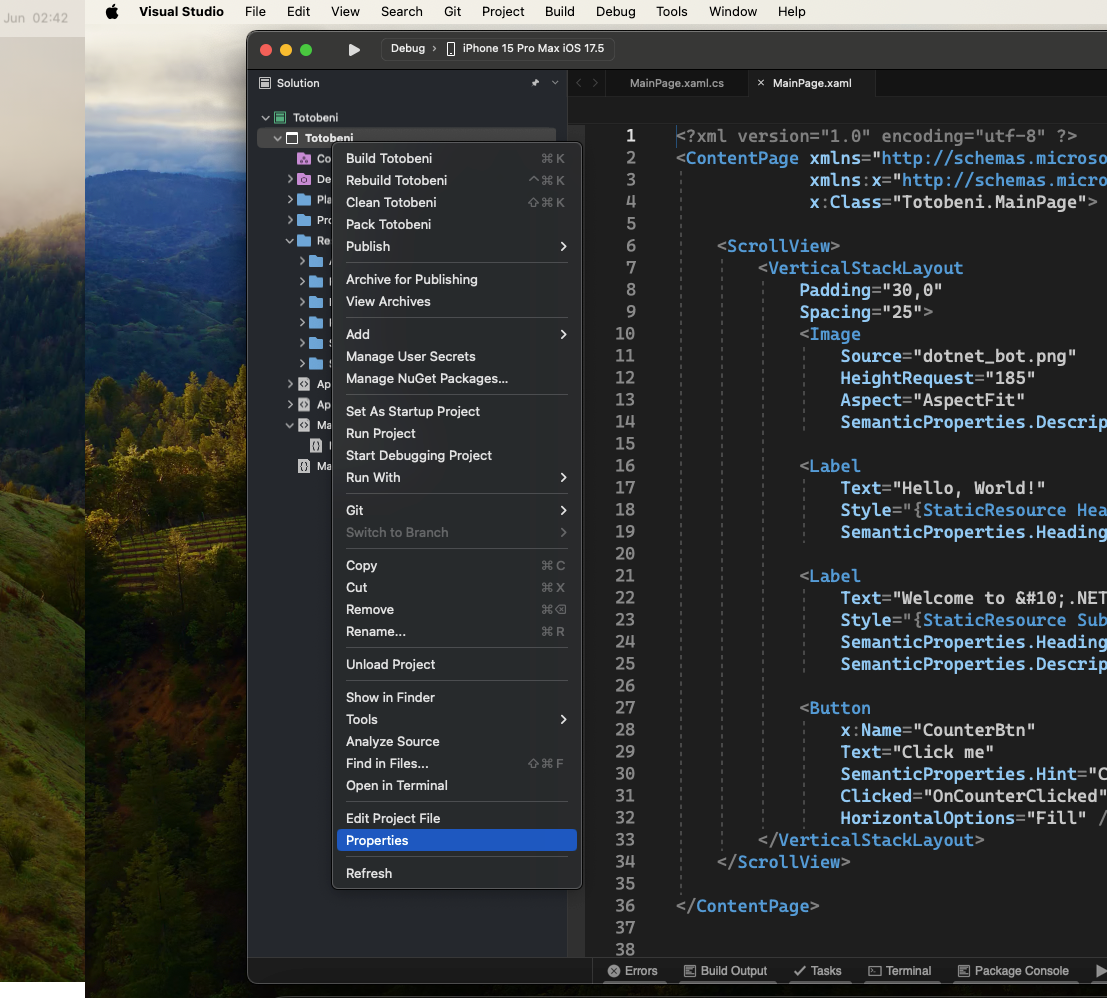 Jun 02:42
Visual Studio File Edit View Search Git Project Build Debug Tools Window Help
Debug › iPhone 15 Pro Max iOS 17.5
Solution
MainPage.xaml.cs
MainPage.xaml
Totobeni
Totobeni
Co
De
Pla
Pro
Re
Ap
Ap
Ma
Ma
Build Totobeni ⌘K
Rebuild Totobeni ^⌘K
Clean Totobeni ⇧⌘K
Pack Totobeni
Publish
Archive for Publishing
View Archives
Add
Manage User Secrets
Manage NuGet Packages...
Set As Startup Project
Run Project
Start Debugging Project
Run With
Git
Switch to Branch
Copy ⌘C
Cut ⌘X
Remove ⌘⌫
Rename... ⌘R
Unload Project
Show in Finder
Tools
Analyze Source
Find in Files... ⇧⌘F
Open in Terminal
Edit Project File
Properties
Refresh
1 <?xml version="1.0" encoding="utf-8" ?>
2 <ContentPage xmlns="http://schemas.microso
3 xmlns:x="http://schemas.micro
4 x:Class="Totobeni.MainPage">
5
6 <ScrollView>
7 <VerticalStackLayout
8 Padding="30,0"
9 Spacing="25">
10 <Image
11 Source="dotnet_bot.png"
12 HeightRequest="185"
13 Aspect="AspectFit"
14 SemanticProperties.Descrip
15
16 <Label
17 Text="Hello, World!"
18 Style="{StaticResource Hea
19 SemanticProperties.Heading
20
21 <Label
22 Text="Welcome to &#10;.NET
23 Style="{StaticResource Sub
24 SemanticProperties.Heading
25 SemanticProperties.Descrip
26
27 <Button
28 x:Name="CounterBtn"
29 Text="Click me"
30 SemanticProperties.Hint="C
31 Clicked="OnCounterClicked"
32 HorizontalOptions="Fill" /
33 </VerticalStackLayout>
34 </ScrollView>
35
36 </ContentPage>
37
38
Errors Build Output Tasks Terminal Package Console